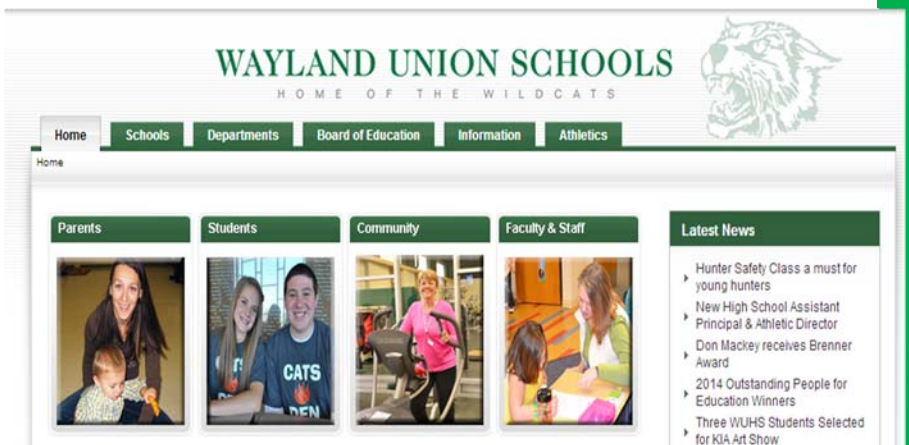 WAYLAND UNION SCHOOLS
HOME OF THE WILDCATS
Home Schools Departments Board of Education Information Athletics
Home
Parents Students Community Faculty & Staff
CATS
DEN
Latest News
Hunter Safety Class a must for
young hunters
New High School Assistant
Principal & Athletic Director
Don Mackey receives Brenner
Award
2014 Outstanding People for
Education Winners
Three WUHS Students Selected
for KIA Art Show